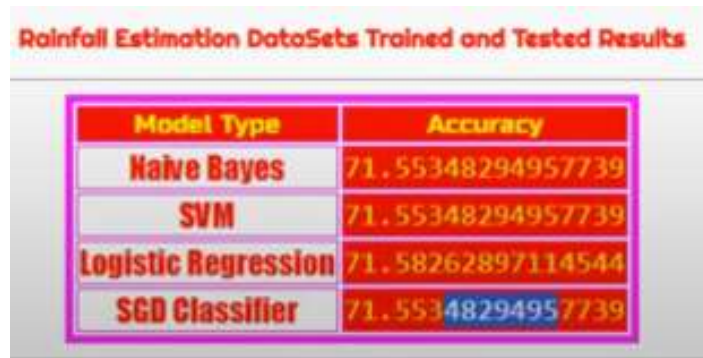 Rainfall Estimation DataSets Trained and Tested Results
Model Type Accuracy
Naive Bayes 71.55348294957739
SVM 71.55348294957739
Logistic Regression 71.58262897114544
SGD Classifier 71.55348294957739